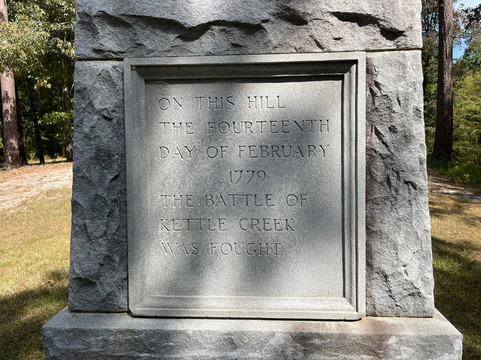 ON THIS HILL
THE FOURTEENTH
DAY OF FEBRUARY
1779
THE BATTLE OF
KETTLE CREEK
WAS FOUGHT